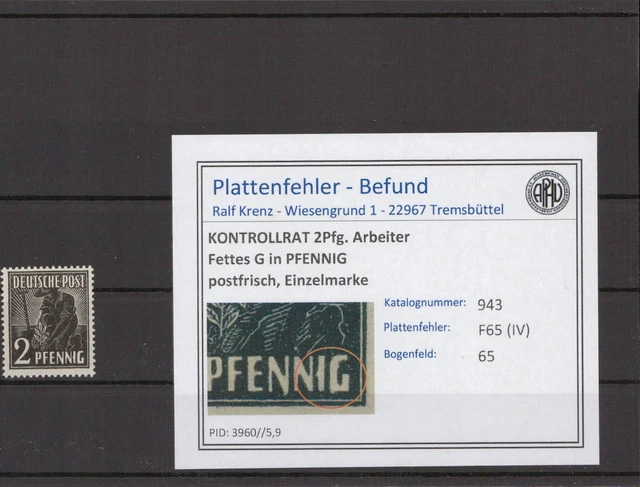 DEUTSCHE POST
2 PFENNIG
Plattenfehler - Befund
Ralf Krenz - Wiesengrund 1 - 22967 Tremsbüttel
APHV
KONTROLLRAT 2Pfg. Arbeiter
Fettes G in PFENNIG
postfrisch, Einzelmarke
Katalognummer: 943
Plattenfehler: F65 (IV)
Bogenfeld: 65
PFENNIG
PID: 3960//5,9